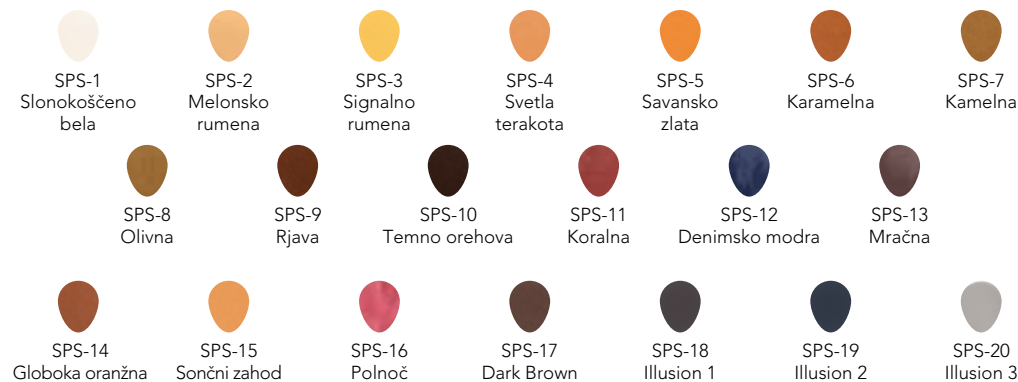 SPS-1
Slonokoščeno
bela
SPS-2
Melonsko
rumena
SPS-3
Signalno
rumena
SPS-4
Svetla
terakota
SPS-5
Savansko
zlata
SPS-6
Karamelna
SPS-7
Kamelna
SPS-8
Olivna
SPS-9
Rjava
SPS-10
Temno orehova
SPS-11
Koralna
SPS-12
Denimsko modra
SPS-13
Mračna
SPS-14
Globoka oranžna
SPS-15
Sončni zahod
SPS-16
Polnoč
SPS-17
Dark Brown
SPS-18
Illusion 1
SPS-19
Illusion 2
SPS-20
Illusion 3